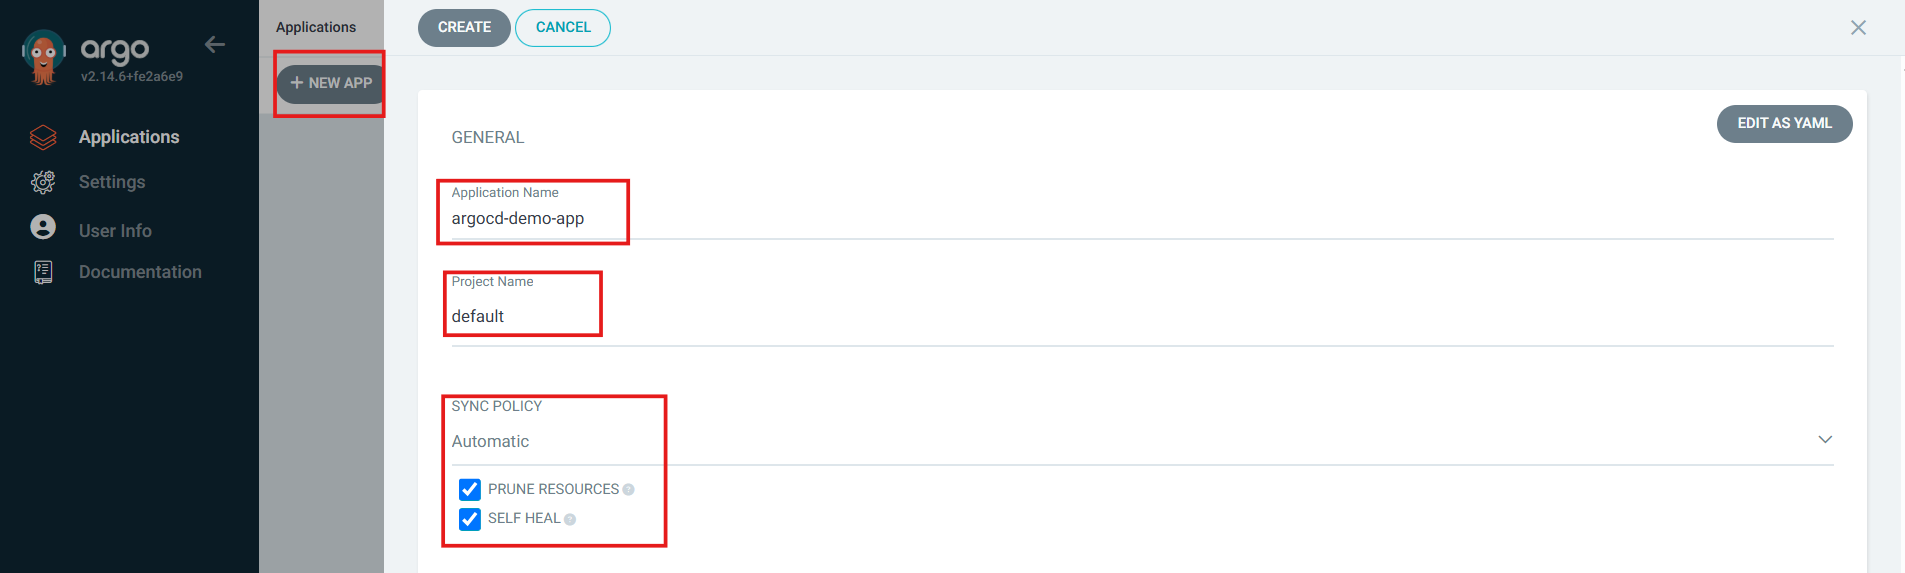 argo
v2.14.6+fe2a6e9
Applications
Settings
User Info
Documentation
Applications
+ NEW APP
CREATE
CANCEL
EDIT AS YAML
GENERAL
Application Name
argocd-demo-app
Project Name
default
SYNC POLICY
Automatic
PRUNE RESOURCES
SELF HEAL